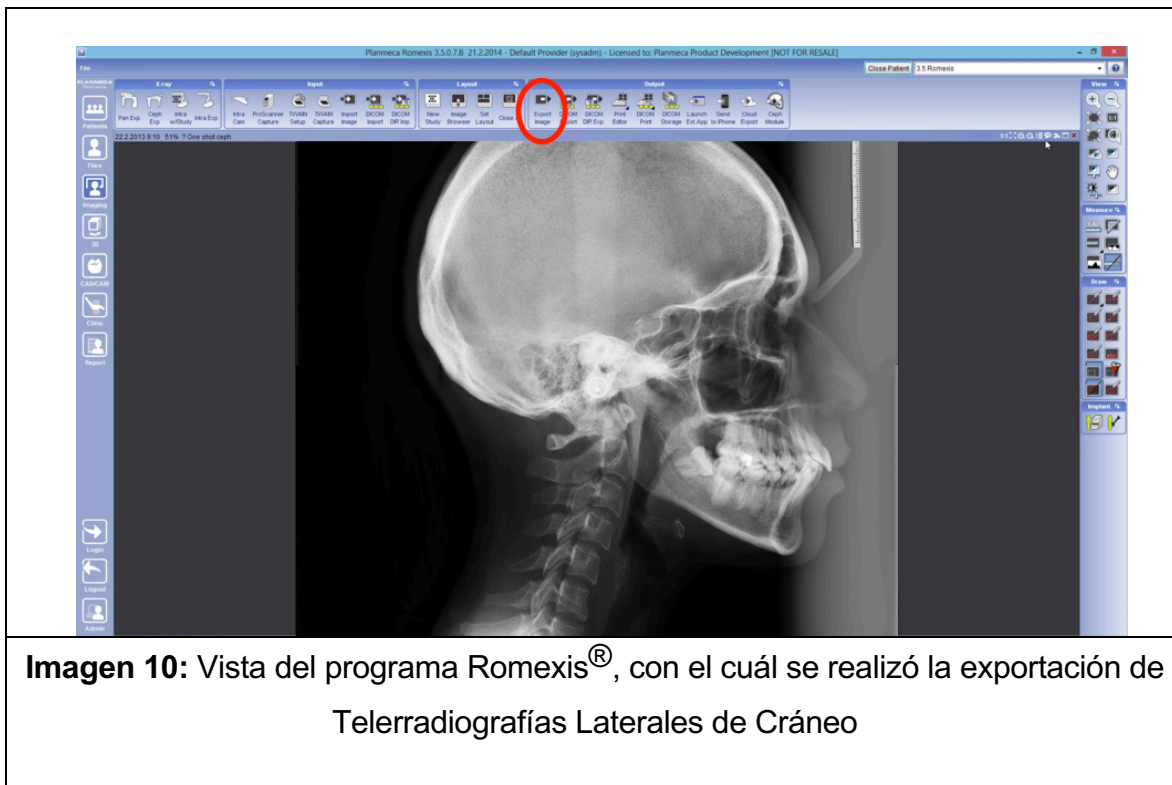 Planmeca Romexis 3.5.0.7.B 21.2.2014 - Default Provider (sysadm) - Licensed to: Planmeca Product Development [NOT FOR RESALE]
File
Close Patient 3.5 Romexis
PLANMECA
X-ray Input Layout Output View
Pan Exp Ceph Exp Intra w/Study Intra Exp Intra Cam ProScanner Capture TWAIN Setup TWAIN Capture Import Image DICOM Import DICOM DIR Imp. New Study Image Browser Set Layout Export Image DICOM DICOM DIR Exp. Print Editor DICOM Print DICOM Storage Launch Ext.App Send to iPhone Cloud Export Ceph Module
22.2.2013 9:10 51% ? One shot ceph
1:1
Patients
Files
Imaging
3D
CAD/CAM
Clinic
Report
Measure
Draw
Implant
Login
Logout
Admin
Imagen 10: Vista del programa Romexis®, con el cuál se realizó la exportación de
Telerradiografías Laterales de Cráneo